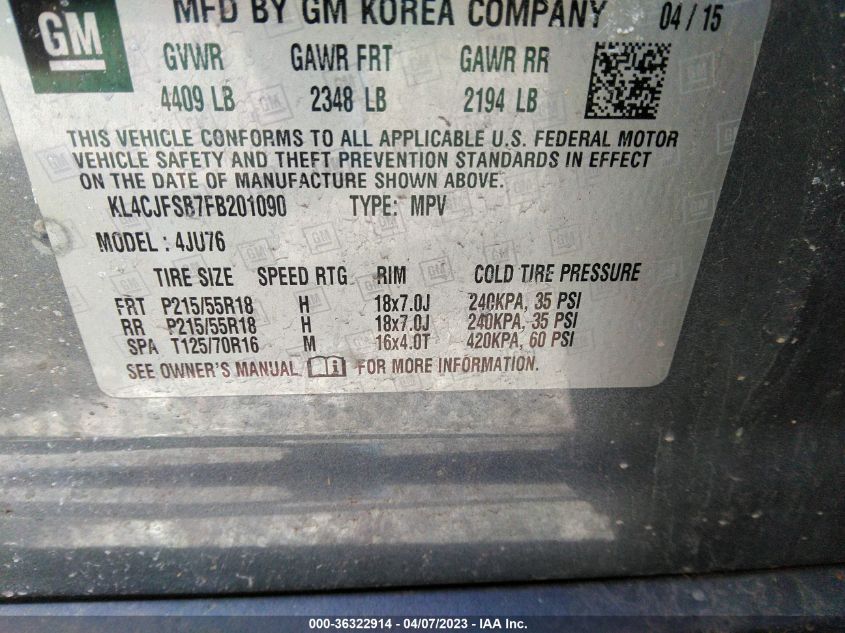 GM MFD BY GM KOREA COMPANY 04 / 15
GVWR GAWR FRT GAWR RR
4409 LB 2348 LB 2194 LB
THIS VEHICLE CONFORMS TO ALL APPLICABLE U.S. FEDERAL MOTOR
VEHICLE SAFETY AND THEFT PREVENTION STANDARDS IN EFFECT
ON THE DATE OF MANUFACTURE SHOWN ABOVE.
KL4CJFSB7FB201090 TYPE: MPV
MODEL : 4JU76
TIRE SIZE SPEED RTG RIM COLD TIRE PRESSURE
FRT P215/55R18 H 18x7.0J 240KPA, 35 PSI
RR P215/55R18 H 18x7.0J 240KPA, 35 PSI
SPA T125/70R16 M 16x4.0T 420KPA, 60 PSI
SEE OWNER'S MANUAL FOR MORE INFORMATION.
000-36322914 - 04/07/2023 - IAA Inc.